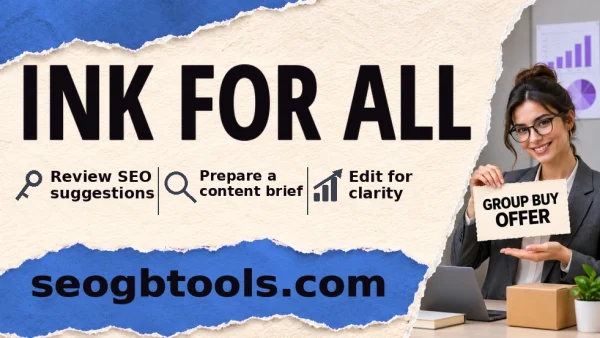 INK FOR ALL
Review SEO
suggestions
Prepare a
content brief
Edit for
clarity
GROUP BUY
OFFER
seogbtools.com